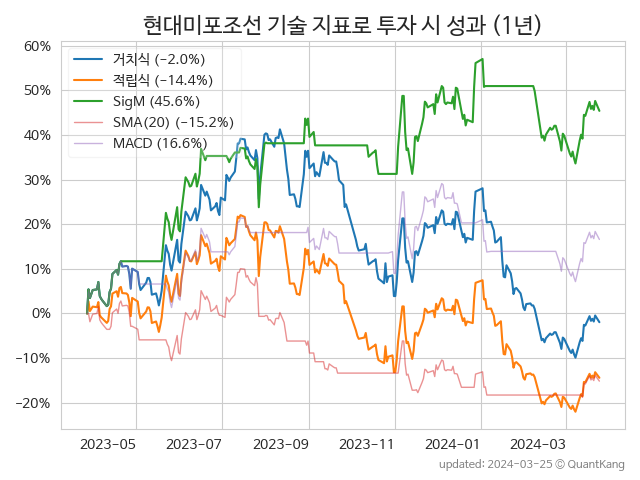 현대미포조선 기술 지표로 투자 시 성과 (1년)
60%
50%
40%
30%
20%
10%
0%
−10%
−20%
거치식 (−2.0%)
적립식 (−14.4%)
SigM (45.6%)
SMA(20) (−15.2%)
MACD (16.6%)
2023−05
2023−07
2023−09
2023−11
2024−01
2024−03
updated: 2024−03−25 ⓒ QuantKang